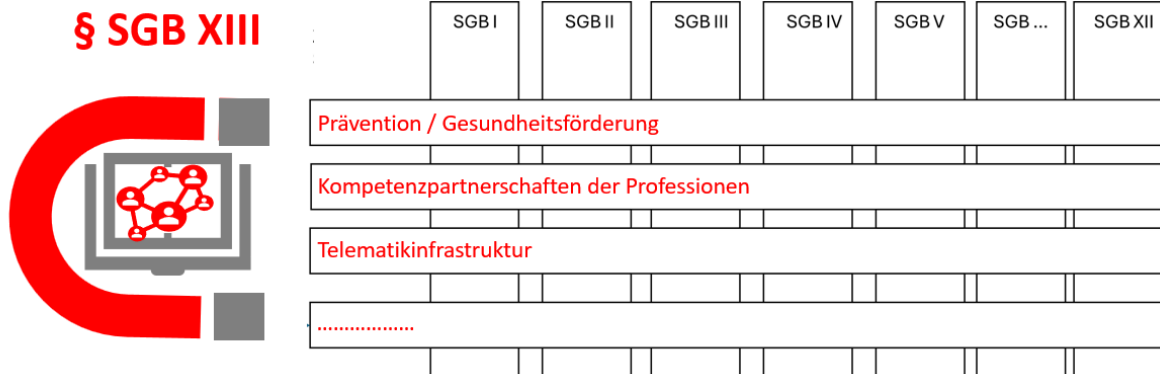 § SGB XIII
SGB I
SGB II
SGB III
SGB IV
SGB V
SGB ...
SGB XII
Prävention / Gesundheitsförderung
Kompetenzpartnerschaften der Professionen
Telematikinfrastruktur
..................